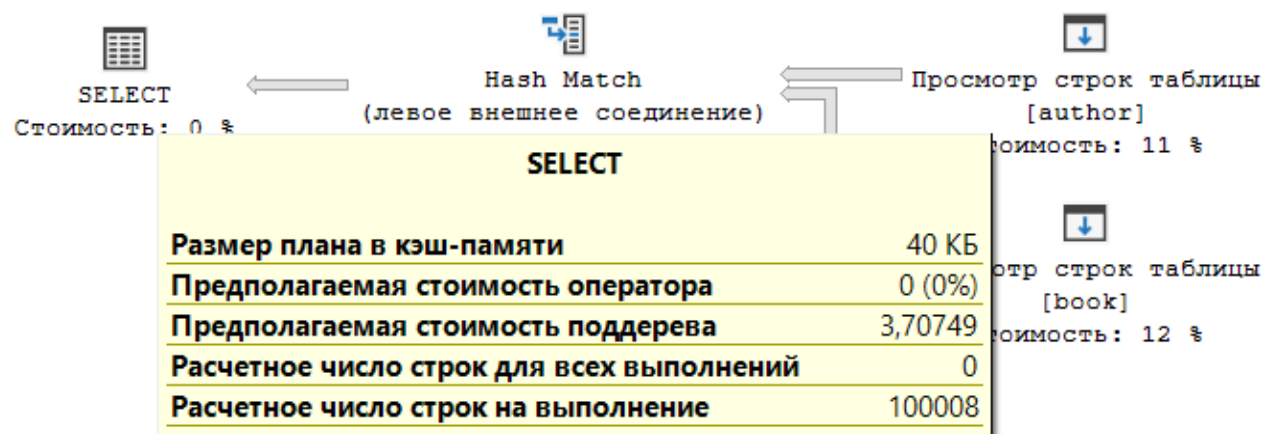 SELECT
Стоимость: 0 %
Hash Match
(левое внешнее соединение)
Просмотр строк таблицы
[author]
оимость: 11 %
отр строк таблицы
[book]
оимость: 12 %
SELECT
Размер плана в кэш-памяти 40 КБ
Предполагаемая стоимость оператора 0 (0%)
Предполагаемая стоимость поддерева 3,70749
Расчетное число строк для всех выполнений 0
Расчетное число строк на выполнение 100008